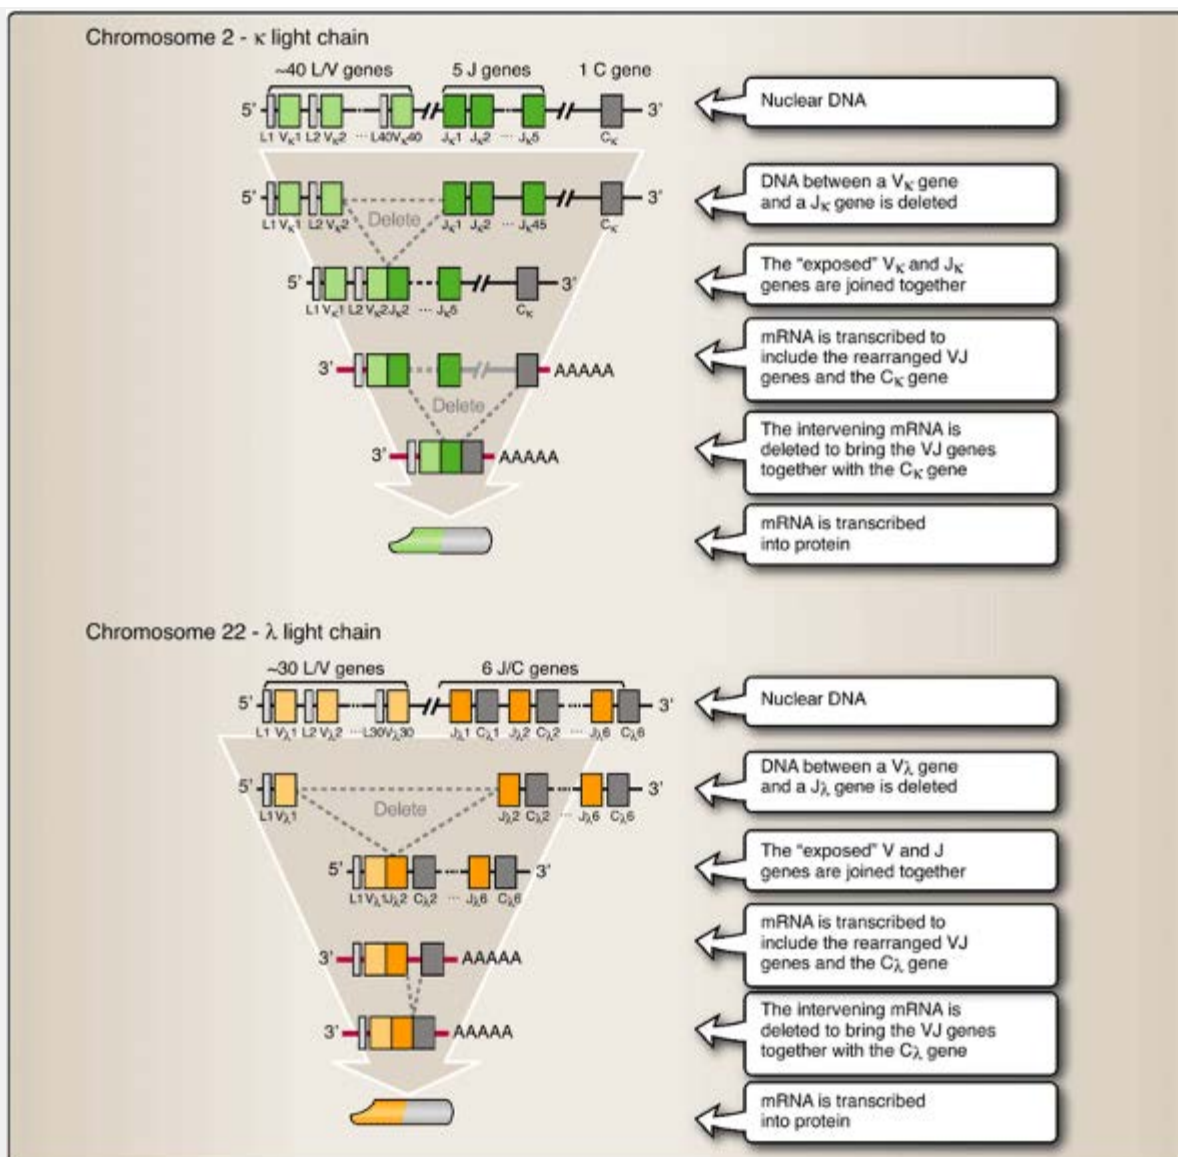 Chromosome 2 - κ light chain
~40 L/V genes 5 J genes 1 C gene
5' 3'
L1 Vκ1 L2 Vκ2 ... L40Vκ40 Jκ1 Jκ2 ... Jκ5 Cκ
Nuclear DNA
5' Delete 3'
L1 Vκ1 L2 Vκ2 Jκ1 Jκ2 ... Jκ45 Cκ
DNA between a Vκ gene
and a Jκ gene is deleted
5' 3'
L1 Vκ1 L2 Vκ2Jκ2 ... Jκ5 Cκ
The "exposed" Vκ and Jκ
genes are joined together
3' AAAAA
Delete
mRNA is transcribed to
include the rearranged VJ
genes and the Cκ gene
3' AAAAA
The intervening mRNA is
deleted to bring the VJ genes
together with the Cκ gene
mRNA is transcribed
into protein
Chromosome 22 - λ light chain
~30 L/V genes 6 J/C genes
5' 3'
L1 Vλ1 L2 Vλ2 ...L30Vλ30 Jλ1 Cλ1 Jλ2 Cλ2 ... Jλ6 Cλ6
Nuclear DNA
5' Delete 3'
L1 Vλ1 Jλ2 Cλ2 ... Jλ6 Cλ6
DNA between a Vλ gene
and a Jλ gene is deleted
5' 3'
L1 Vλ1Jλ2 Cλ2 ... Jλ6 Cλ6
The "exposed" V and J
genes are joined together
3' AAAAA
mRNA is transcribed to
include the rearranged VJ
genes and the Cλ gene
3' AAAAA
The intervening mRNA is
deleted to bring the VJ genes
together with the Cλ gene
mRNA is transcribed
into protein